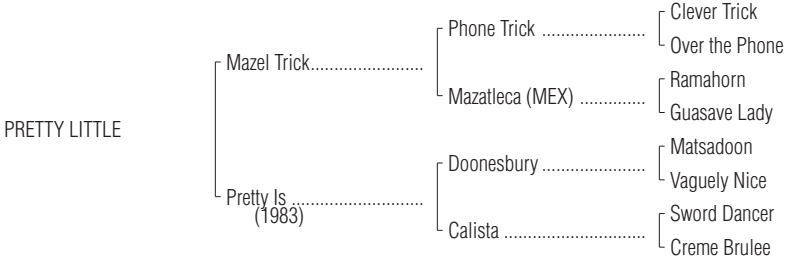 Clever Trick
Phone Trick ......................
Over the Phone
Mazel Trick........................
Ramahorn
Mazatleca (MEX) ..............
Guasave Lady
PRETTY LITTLE
Matsadoon
Doonesbury ......................
Vaguely Nice
Pretty Is ............................
(1983)
Sword Dancer
Calista ..............................
Creme Brulee